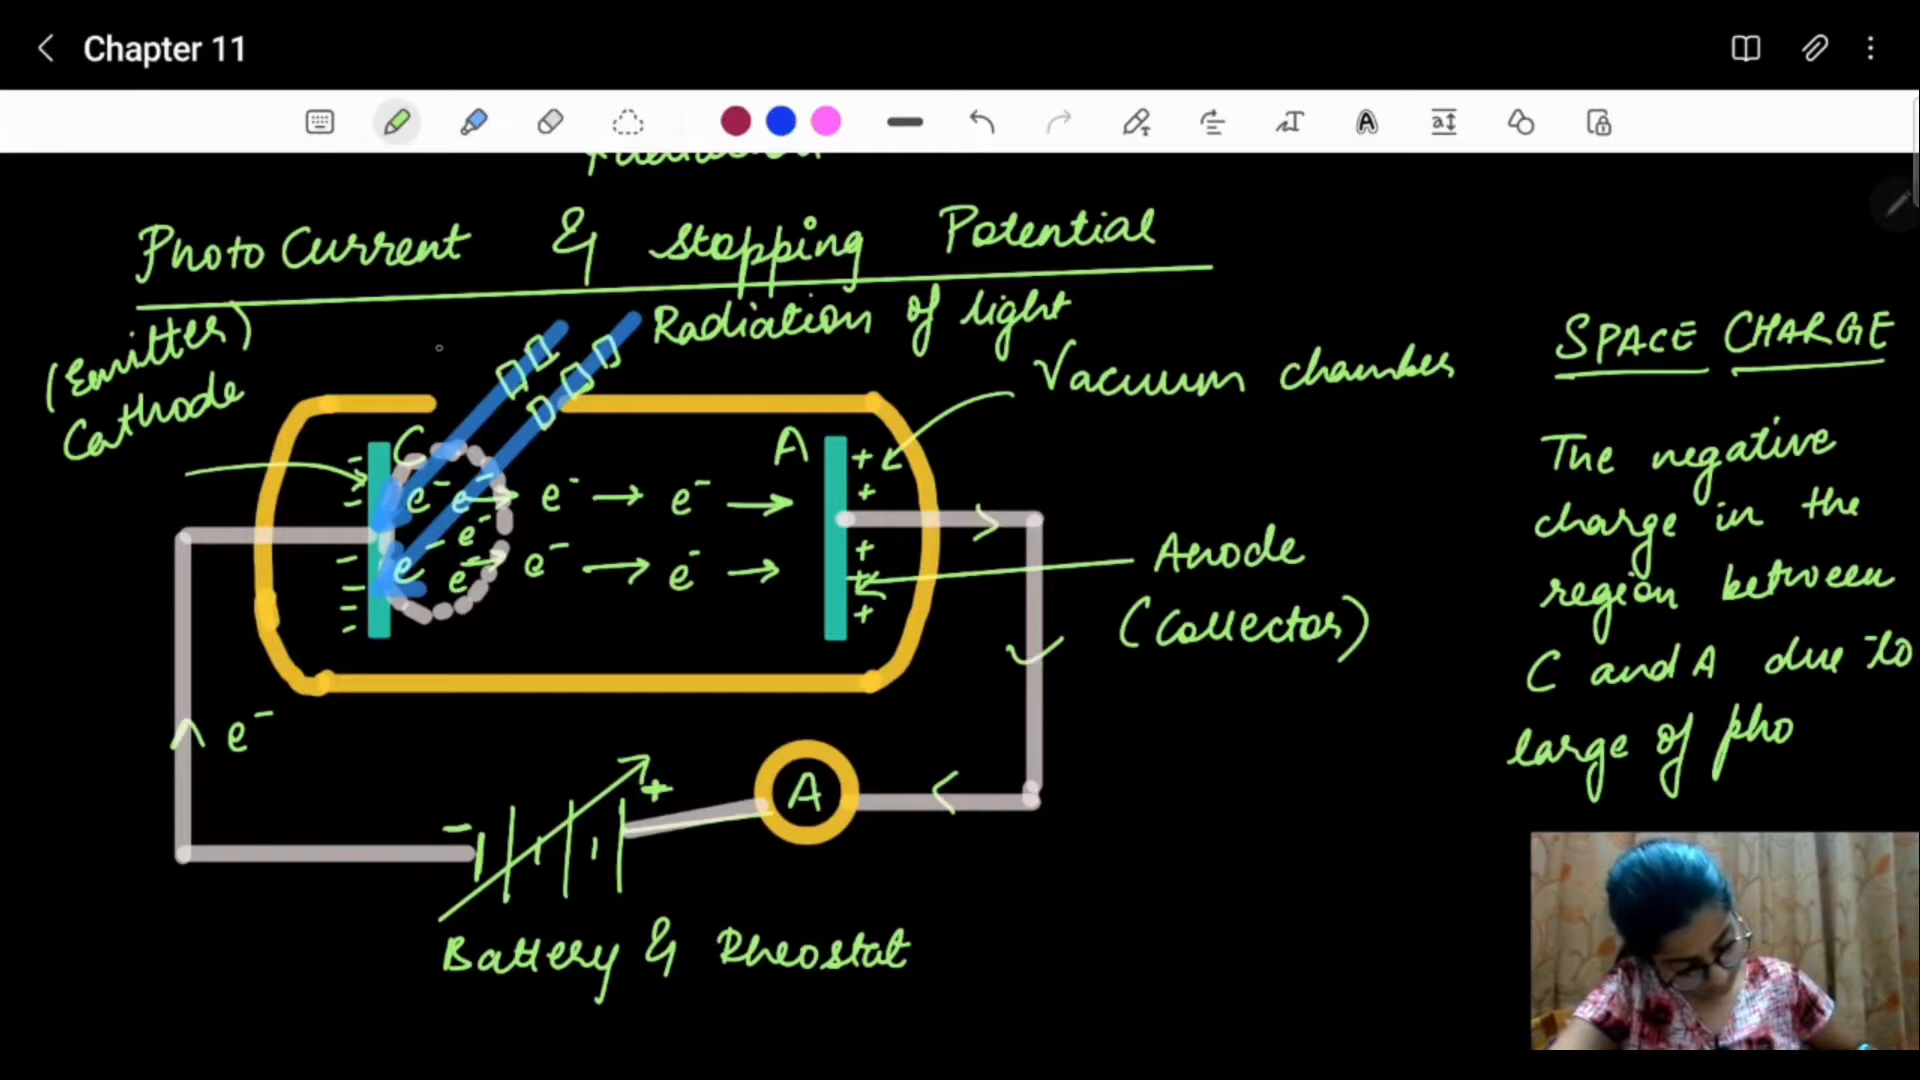 Chapter 11
Photo Current & Stopping Potential
(Emitter)
Cathode
Radiation of light
Vacuum chamber
C
A
e⁻ e⁻ → e⁻ → e⁻ →
e⁻
e⁻ e⁻ → e⁻ → e⁻ →
Anode
(Collector)
e⁻
- +
A
Battery & Rheostat
SPACE CHARGE
The negative
charge in the
region between
C and A due to
large of pho